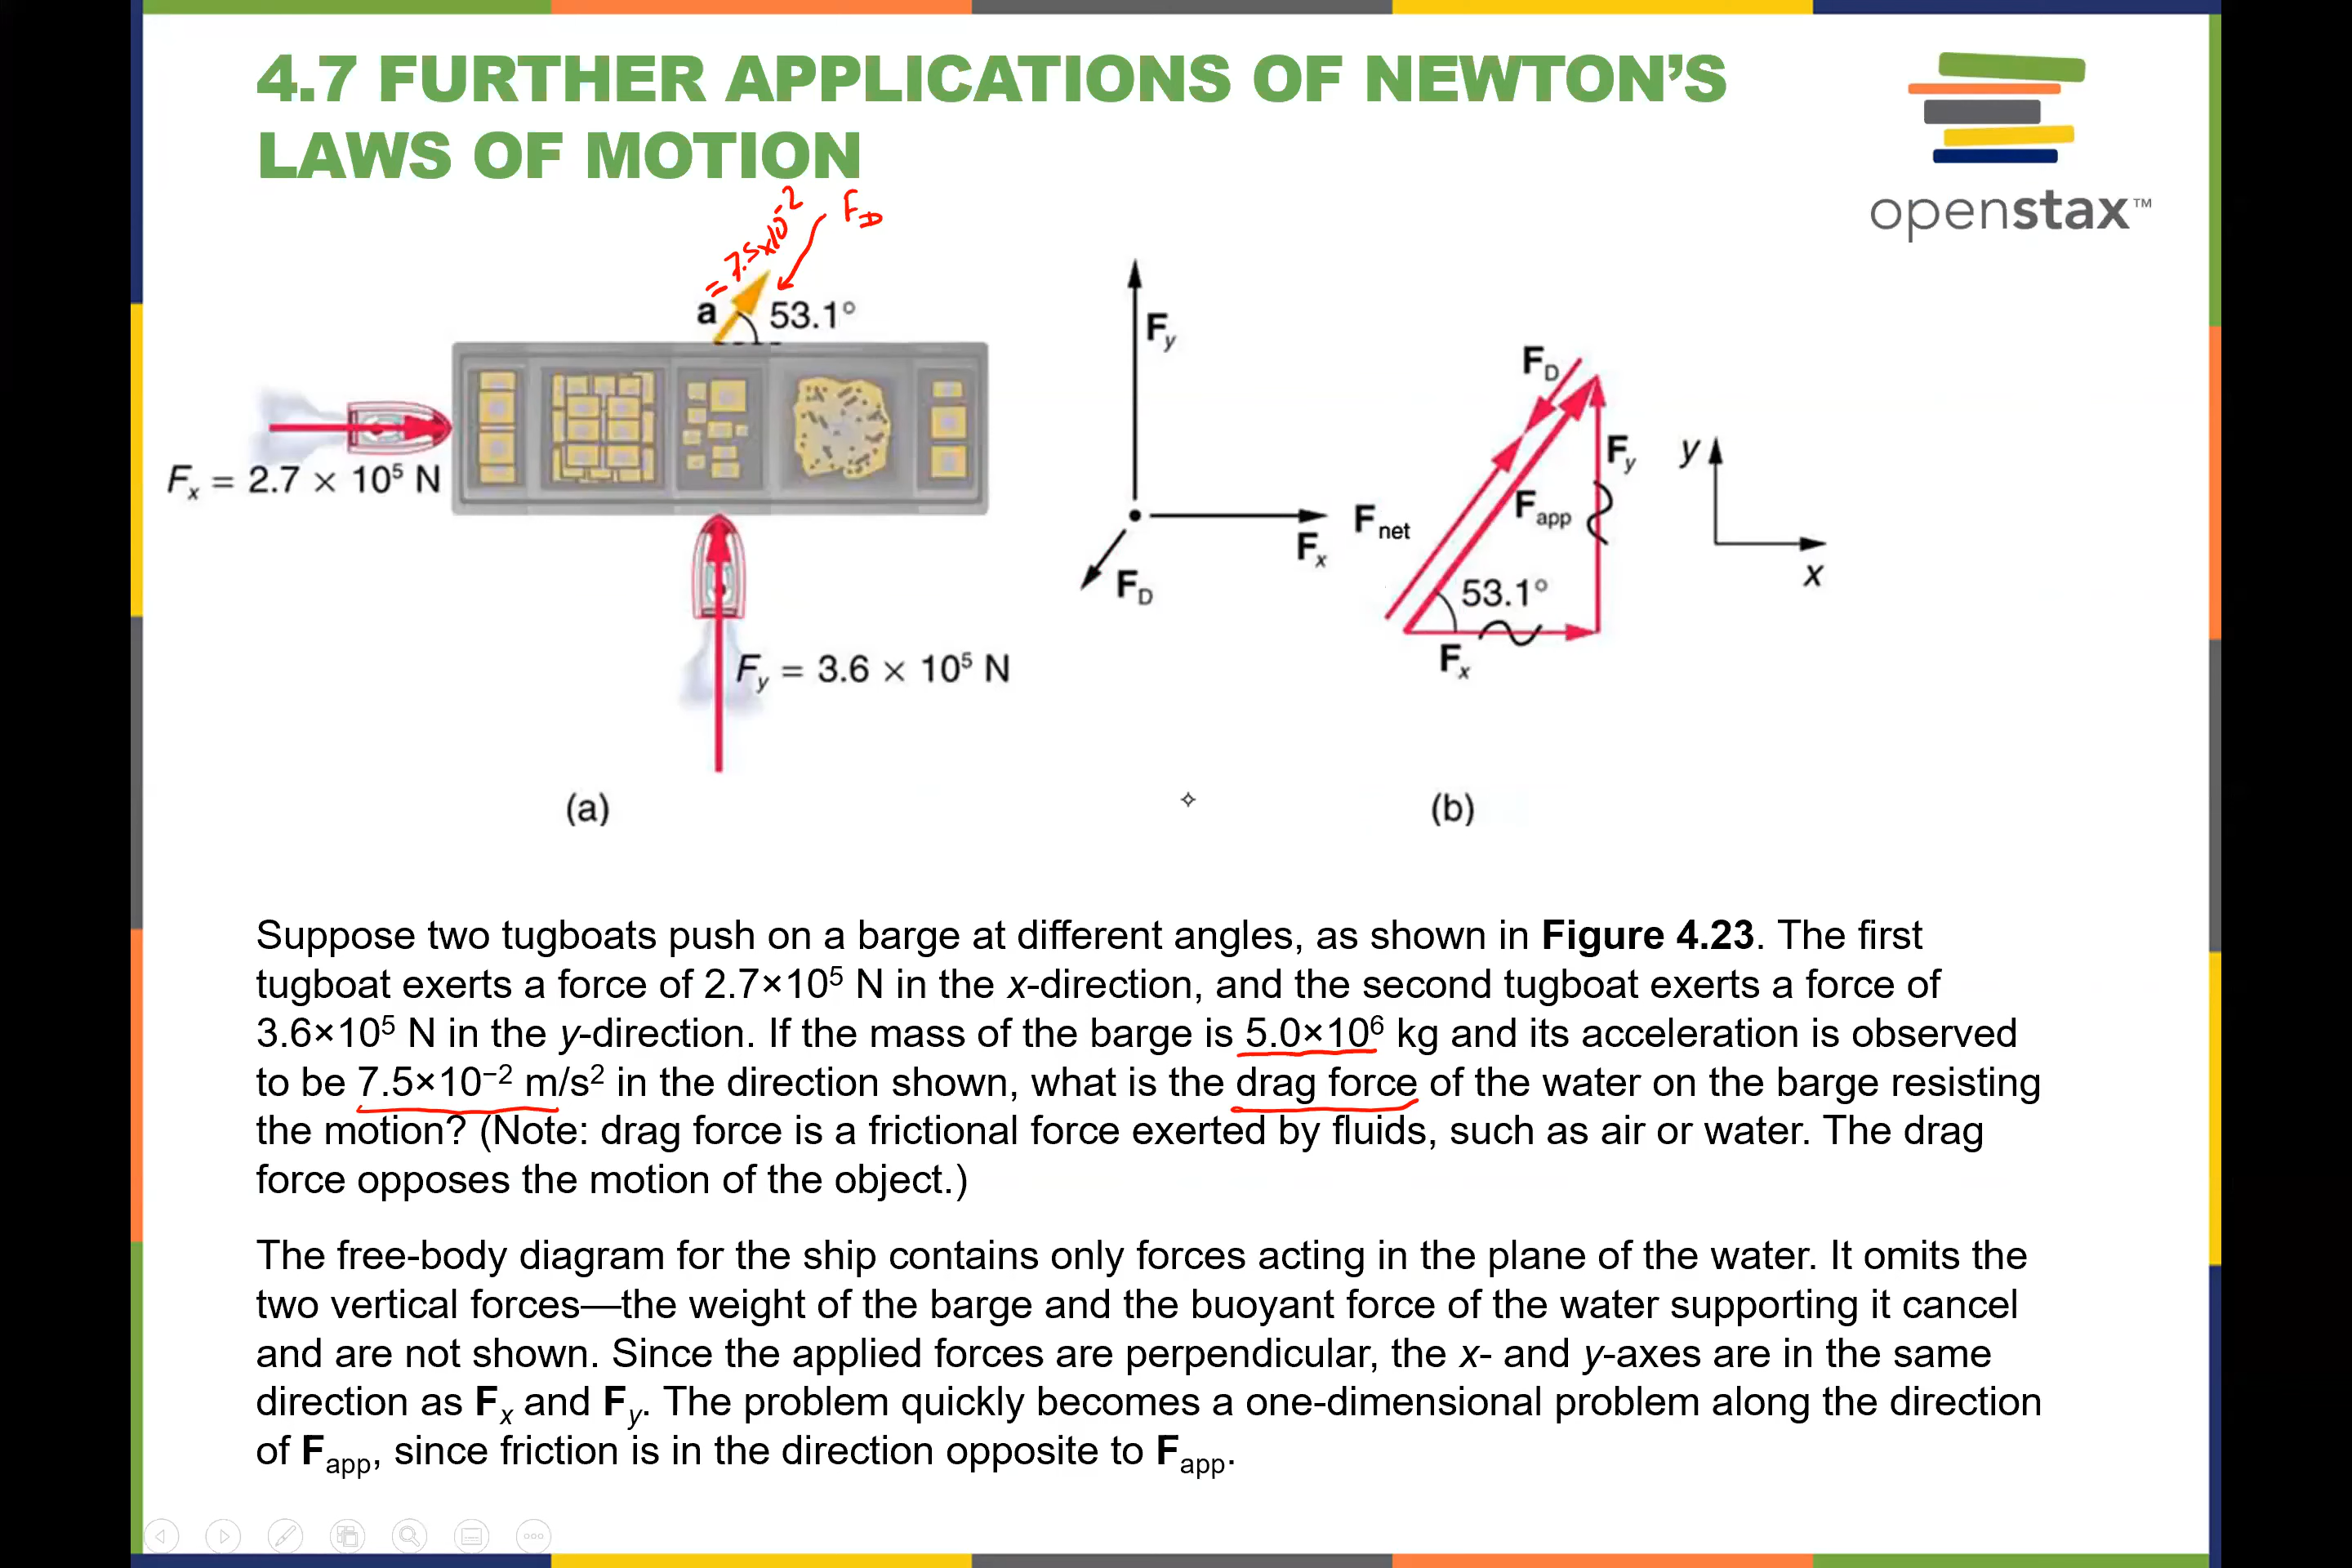 4.7 FURTHER APPLICATIONS OF NEWTON'S
LAWS OF MOTION
openstax™
= 7.5x10⁻²
F_D
a
53.1°
F_x = 2.7 × 10⁵ N
F_y = 3.6 × 10⁵ N
(a)
F_y
F_x
F_D
F_D
F_y
F_net
F_app
53.1°
F_x
y
x
(b)
Suppose two tugboats push on a barge at different angles, as shown in Figure 4.23. The first
tugboat exerts a force of 2.7×10⁵ N in the x-direction, and the second tugboat exerts a force of
3.6×10⁵ N in the y-direction. If the mass of the barge is 5.0×10⁶ kg and its acceleration is observed
to be 7.5×10⁻² m/s² in the direction shown, what is the drag force of the water on the barge resisting
the motion? (Note: drag force is a frictional force exerted by fluids, such as air or water. The drag
force opposes the motion of the object.)
The free-body diagram for the ship contains only forces acting in the plane of the water. It omits the
two vertical forces—the weight of the barge and the buoyant force of the water supporting it cancel
and are not shown. Since the applied forces are perpendicular, the x- and y-axes are in the same
direction as F_x and F_y. The problem quickly becomes a one-dimensional problem along the direction
of F_app, since friction is in the direction opposite to F_app.